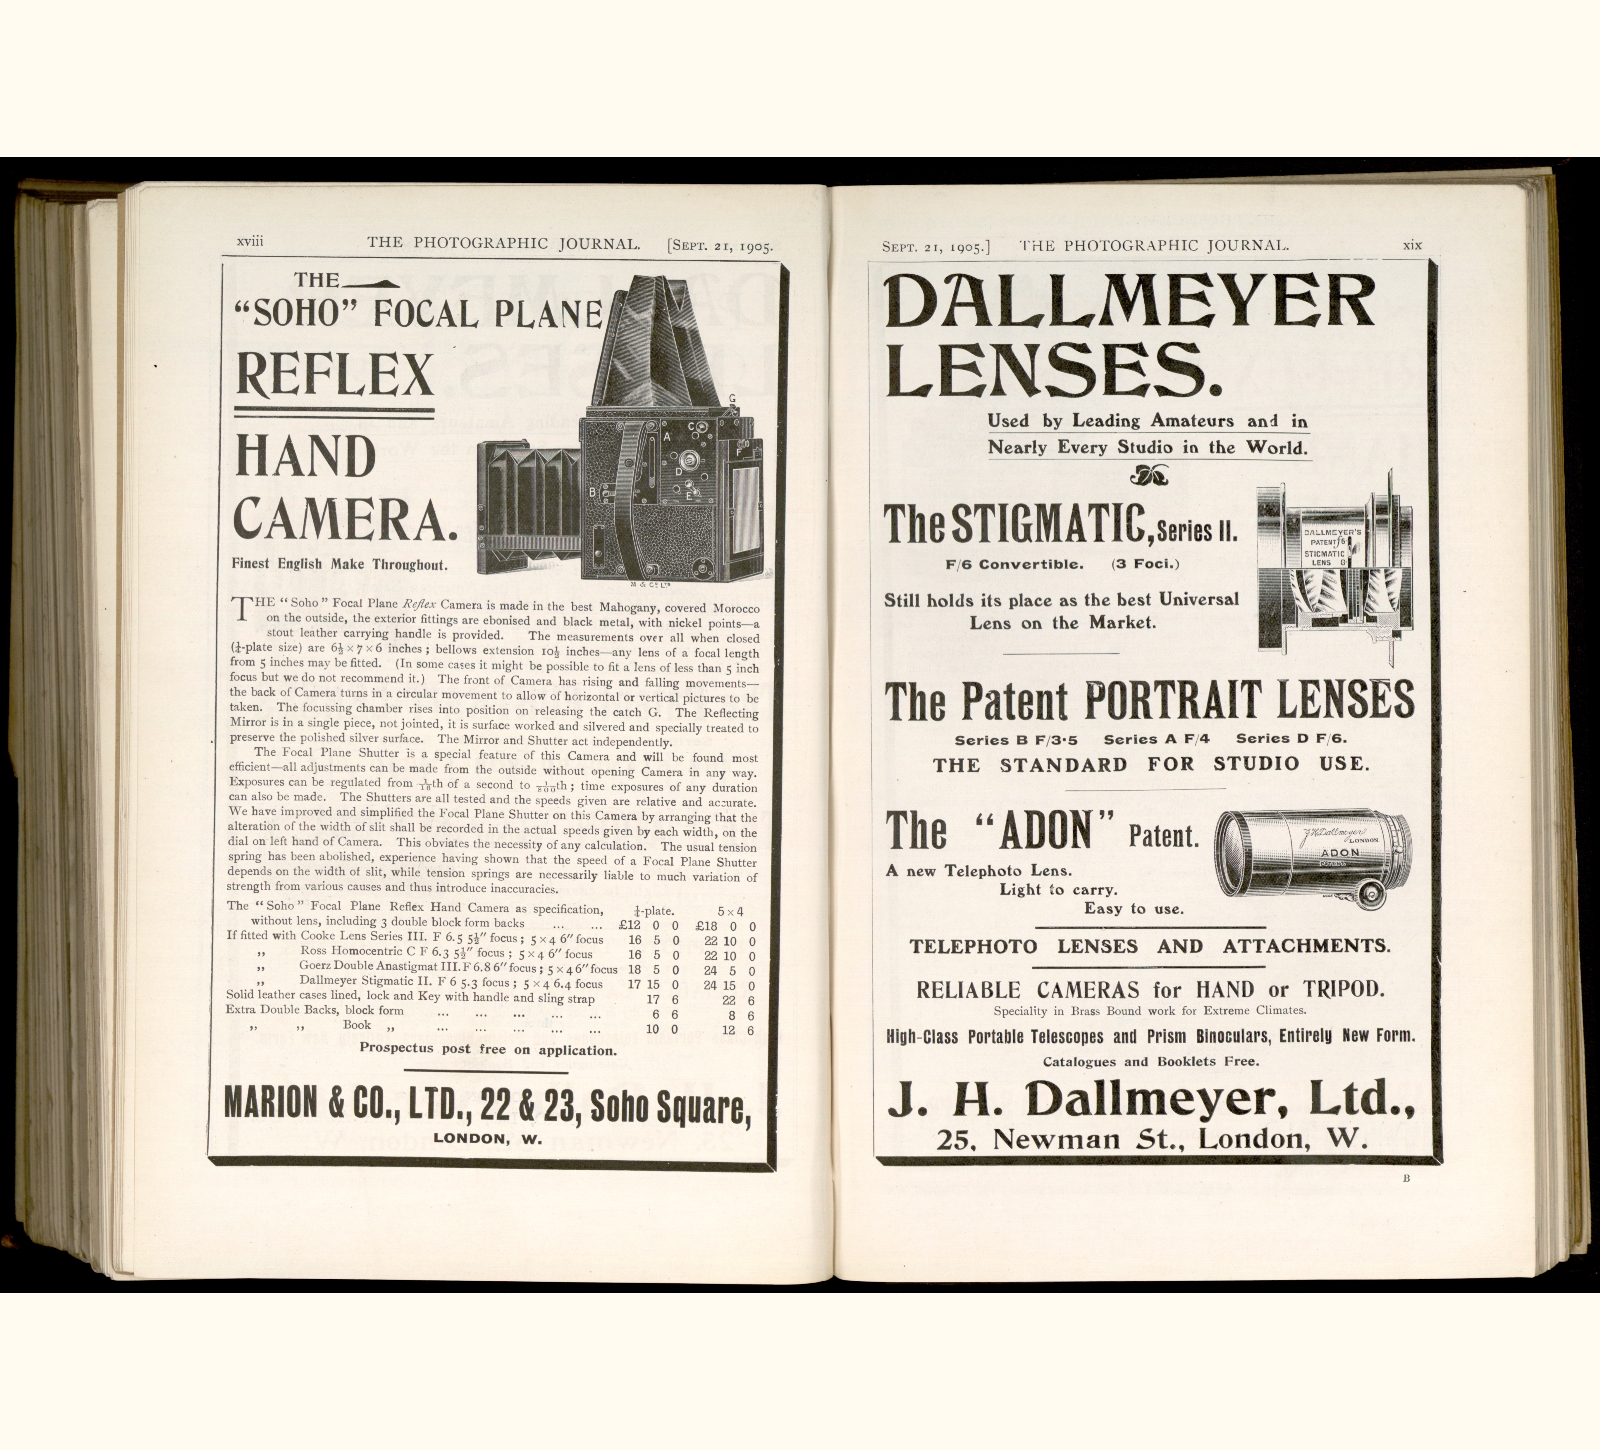 xviii THE PHOTOGRAPHIC JOURNAL. [SEPT. 21, 1905.
THE
“SOHO” FOCAL PLANE
REFLEX
HAND
CAMERA.
Finest English Make Throughout.
G
C
A
F
D
B
E
M & Co LTD
THE “Soho” Focal Plane Reflex Camera is made in the best Mahogany, covered Morocco
on the outside, the exterior fittings are ebonised and black metal, with nickel points—a
stout leather carrying handle is provided. The measurements over all when closed
(¼-plate size) are 6½ × 7 × 6 inches; bellows extension 10½ inches—any lens of a focal length
from 5 inches may be fitted. (In some cases it might be possible to fit a lens of less than 5 inch
focus but we do not recommend it.) The front of Camera has rising and falling movements—
the back of Camera turns in a circular movement to allow of horizontal or vertical pictures to be
taken. The focussing chamber rises into position on releasing the catch G. The Reflecting
Mirror is in a single piece, not jointed, it is surface worked and silvered and specially treated to
preserve the polished silver surface. The Mirror and Shutter act independently.
The Focal Plane Shutter is a special feature of this Camera and will be found most
efficient—all adjustments can be made from the outside without opening Camera in any way.
Exposures can be regulated from th of a second to th; time exposures of any duration
can also be made. The Shutters are all tested and the speeds given are relative and accurate.
We have improved and simplified the Focal Plane Shutter on this Camera by arranging that the
alteration of the width of slit shall be recorded in the actual speeds given by each width, on the
dial on left hand of Camera. This obviates the necessity of any calculation. The usual tension
spring has been abolished, experience having shown that the speed of a Focal Plane Shutter
depends on the width of slit, while tension springs are necessarily liable to much variation of
strength from various causes and thus introduce inaccuracies.
The “Soho” Focal Plane Reflex Hand Camera as specification, ¼-plate. 5 × 4
without lens, including 3 double block form backs ... ... £12 0 0 £18 0 0
If fitted with Cooke Lens Series III. F 6.5 5½″ focus; 5 × 4 6″ focus 16 5 0 22 10 0
„ Ross Homocentric C F 6.3 5½″ focus; 5 × 4 6″ focus 16 5 0 22 10 0
„ Goerz Double Anastigmat III. F 6.8 6″ focus; 5 × 4 6″ focus 18 5 0 24 5 0
„ Dallmeyer Stigmatic II. F 6 5.3 focus; 5 × 4 6.4 focus 17 15 0 24 15 0
Solid leather cases lined, lock and Key with handle and sling strap 17 6 22 6
Extra Double Backs, block form ... ... ... ... ... 6 6 8 6
„ „ Book „ ... ... ... ... ... 10 0 12 6
Prospectus post free on application.
MARION & CO., LTD., 22 & 23, Soho Square,
LONDON, W.
SEPT. 21, 1905.] THE PHOTOGRAPHIC JOURNAL. xix
DALLMEYER
LENSES.
Used by Leading Amateurs and in
Nearly Every Studio in the World.
The STIGMATIC, Series II.
F/6 Convertible. (3 Foci.)
Still holds its place as the best Universal
Lens on the Market.
DALLMEYER'S
PATENT f6
STIGMATIC
LENS
The Patent PORTRAIT LENSES
Series B F/3·5 Series A F/4 Series D F/6.
THE STANDARD FOR STUDIO USE.
The “ADON” Patent.
A new Telephoto Lens.
Light to carry.
Easy to use.
J H Dallmeyer
LONDON
ADON
TELEPHOTO LENSES AND ATTACHMENTS.
RELIABLE CAMERAS for HAND or TRIPOD.
Speciality in Brass Bound work for Extreme Climates.
High-Class Portable Telescopes and Prism Binoculars, Entirely New Form.
Catalogues and Booklets Free.
J. H. Dallmeyer, Ltd.,
25, Newman St., London, W.
B